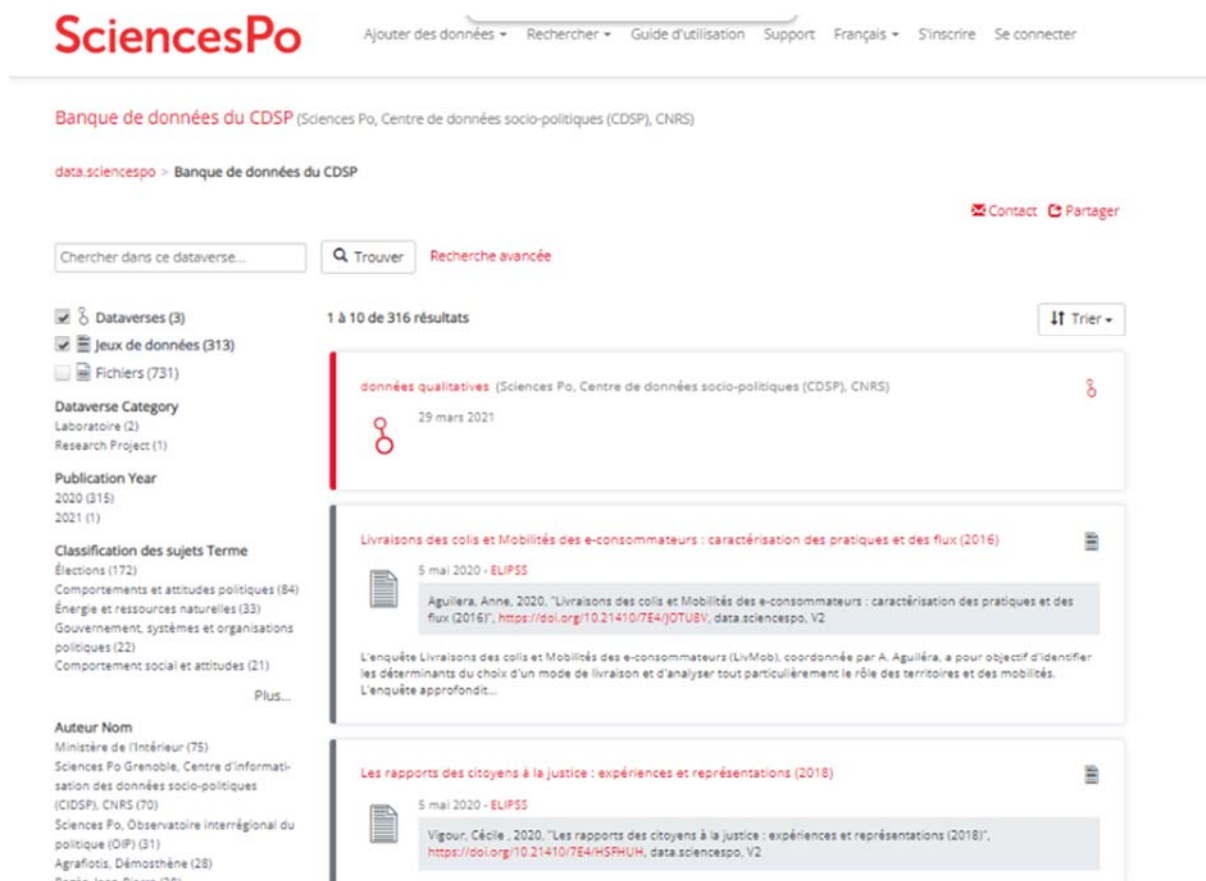 SciencesPo
Ajouter des données Rechercher Guide d'utilisation Support Français S'inscrire Se connecter
Banque de données du CDSP (Sciences Po, Centre de données socio-politiques (CDSP), CNRS)
data.sciencespo > Banque de données du CDSP
Contact Partager
Chercher dans ce dataverse... Trouver Recherche avancée
Dataverses (3)
Jeux de données (313)
Fichiers (731)
Dataverse Category
Laboratoire (2)
Research Project (1)
Publication Year
2020 (315)
2021 (1)
Classification des sujets Terme
Élections (172)
Comportements et attitudes politiques (84)
Énergie et ressources naturelles (33)
Gouvernement, systèmes et organisations
politiques (22)
Comportement social et attitudes (21)
Plus...
Auteur Nom
Ministère de l'Intérieur (75)
Sciences Po Grenoble, Centre d'informati-
sation des données socio-politiques
(CIDSP), CNRS (70)
Sciences Po, Observatoire interrégional du
politique (OIP) (31)
Agrafiotis, Démosthène (28)
1 à 10 de 316 résultats
Trier
données qualitatives (Sciences Po, Centre de données socio-politiques (CDSP), CNRS)
29 mars 2021
Livraisons des colis et Mobilités des e-consommateurs : caractérisation des pratiques et des flux (2016)
5 mai 2020 - ELIPSS
Aguilera, Anne, 2020, "Livraisons des colis et Mobilités des e-consommateurs : caractérisation des pratiques et des
flux (2016)", https://doi.org/10.21410/7E4/JOTU8V, data.sciencespo, V2
L'enquête Livraisons des colis et Mobilités des e-consommateurs (LivMob), coordonnée par A. Aguiléra, a pour objectif d'identifier
les déterminants du choix d'un mode de livraison et d'analyser tout particulièrement le rôle des territoires et des mobilités.
L'enquête approfondit...
Les rapports des citoyens à la justice : expériences et représentations (2018)
5 mai 2020 - ELIPSS
Vigour, Cécile , 2020, "Les rapports des citoyens à la justice : expériences et représentations (2018)",
https://doi.org/10.21410/7E4/HSFHUH, data.sciencespo, V2